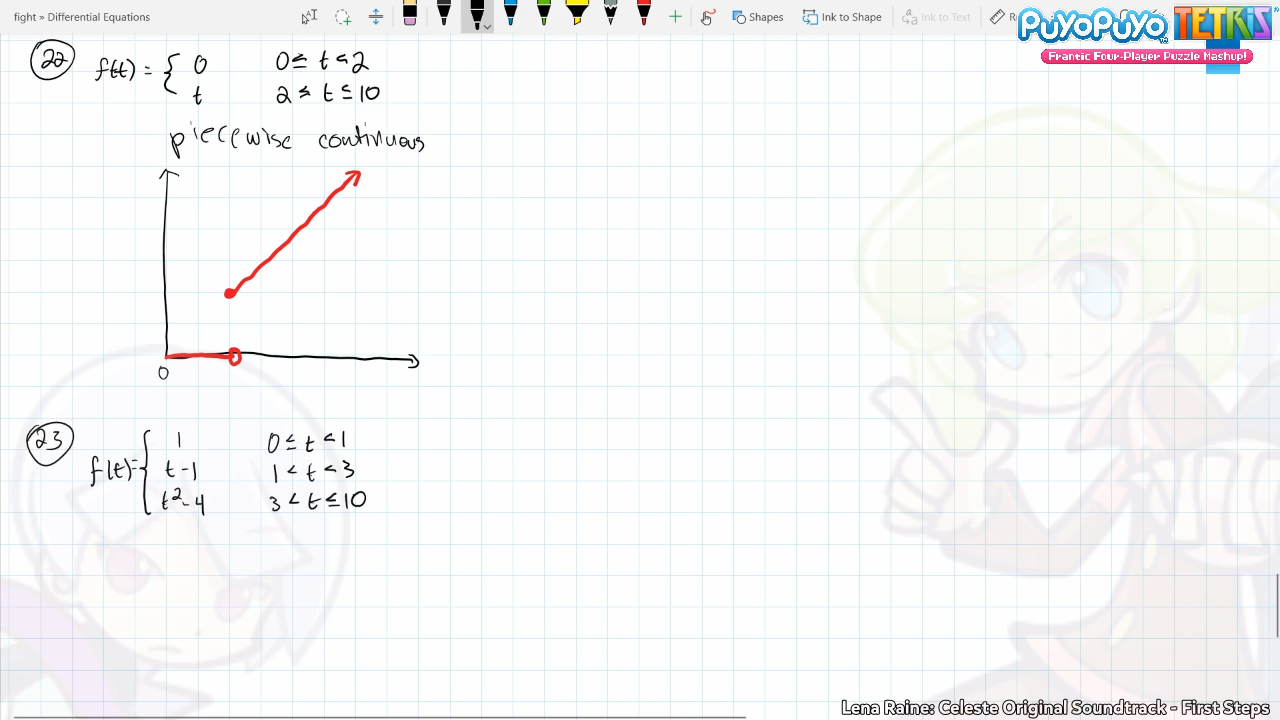 fight » Differential Equations
Shapes
Ink to Shape
Ink to Text
PUYOPUYO TETRIS
Frantic Four-Player Puzzle Mashup!
22
f(t) = { 0    0 ≤ t < 2
t    2 ≤ t ≤ 10
piecewise continuous
0
23
f(t) = { 1    0 ≤ t < 1
t - 1    1 < t < 3
t² - 4    3 < t ≤ 10
Lena Raine: Celeste Original Soundtrack - First Steps